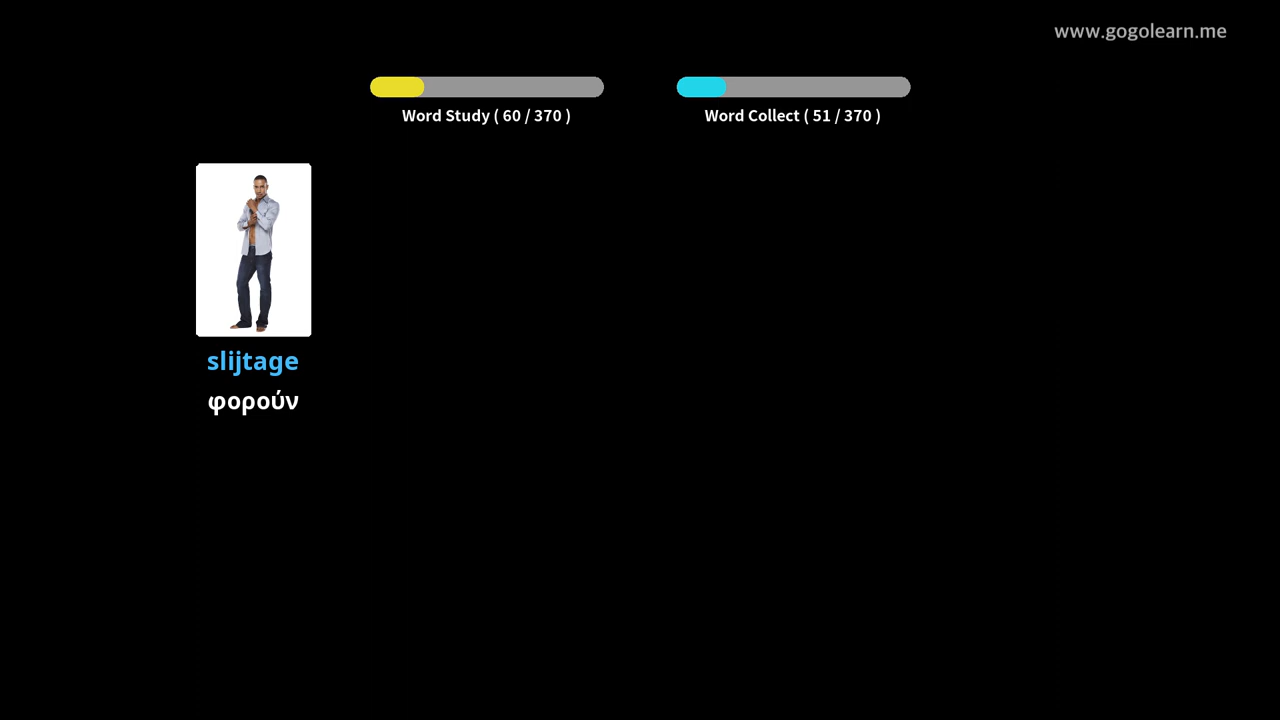 www.gogolearn.me
Word Study ( 60 / 370 )
Word Collect ( 51 / 370 )
slijtage
φορούν